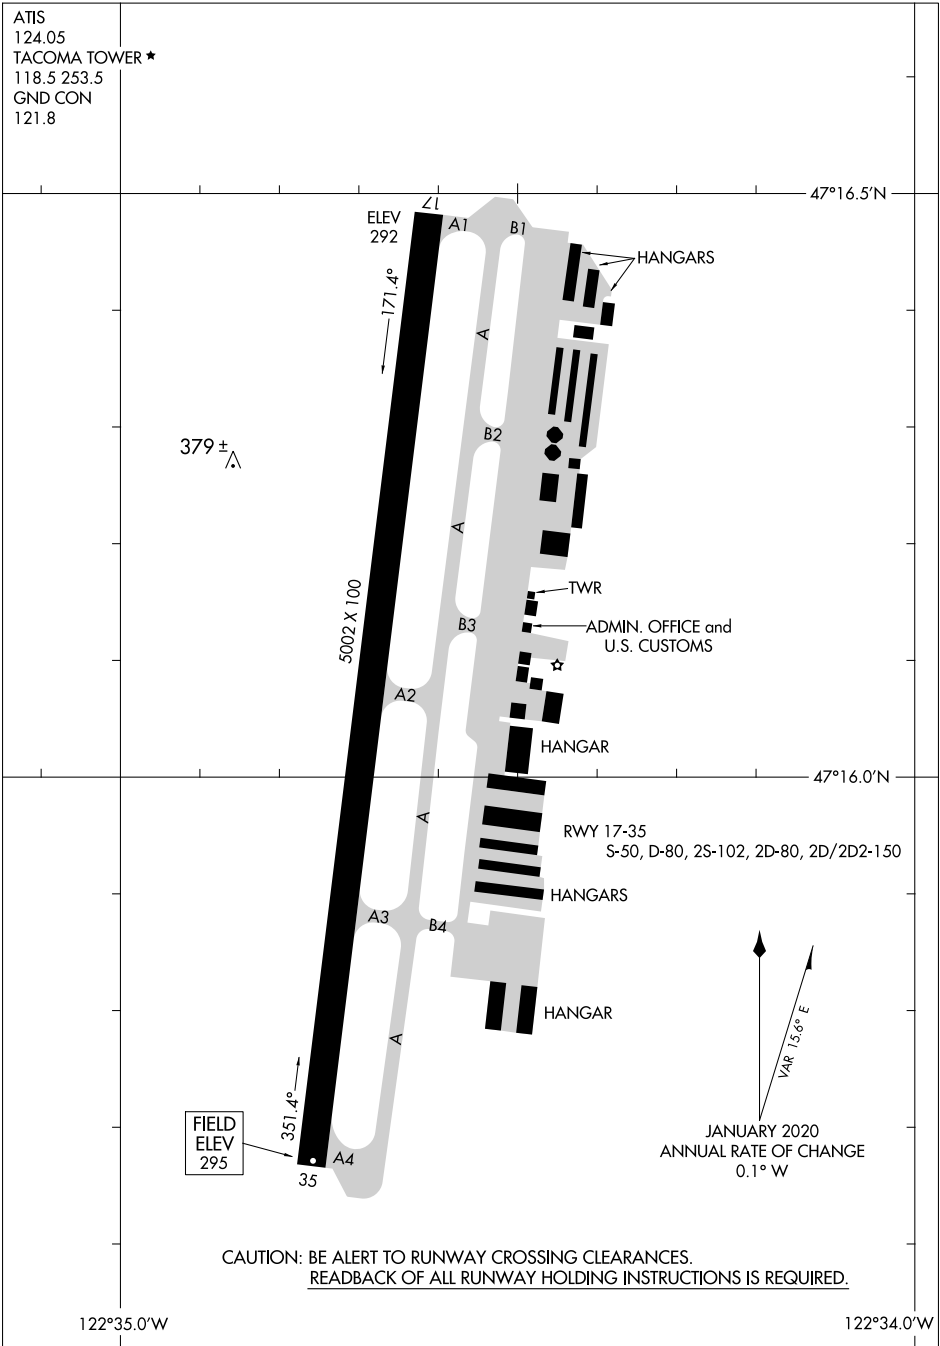 ATIS
124.05
TACOMA TOWER ★
118.5 253.5
GND CON
121.8
47°16.5'N
17
ELEV
292
A1
B1
HANGARS
171.4°
A
B2
379 ±
A
5002 X 100
TWR
B3
ADMIN. OFFICE and
U.S. CUSTOMS
A2
HANGAR
47°16.0'N
A
RWY 17-35
S-50, D-80, 2S-102, 2D-80, 2D/2D2-150
HANGARS
A3
B4
HANGAR
A
VAR 15.6° E
351.4°
FIELD
ELEV
295
A4
35
JANUARY 2020
ANNUAL RATE OF CHANGE
0.1° W
CAUTION: BE ALERT TO RUNWAY CROSSING CLEARANCES.
READBACK OF ALL RUNWAY HOLDING INSTRUCTIONS IS REQUIRED.
122°35.0'W
122°34.0'W